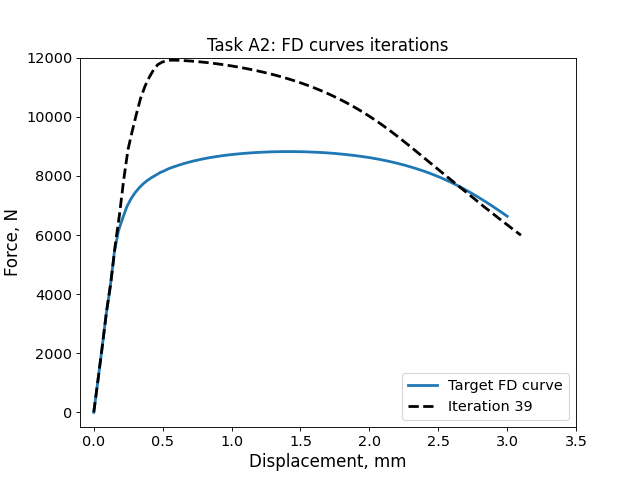 Task A2: FD curves iterations
12000
10000
8000
6000
4000
2000
0
Force, N
0.0 0.5 1.0 1.5 2.0 2.5 3.0 3.5
Displacement, mm
Target FD curve
Iteration 39